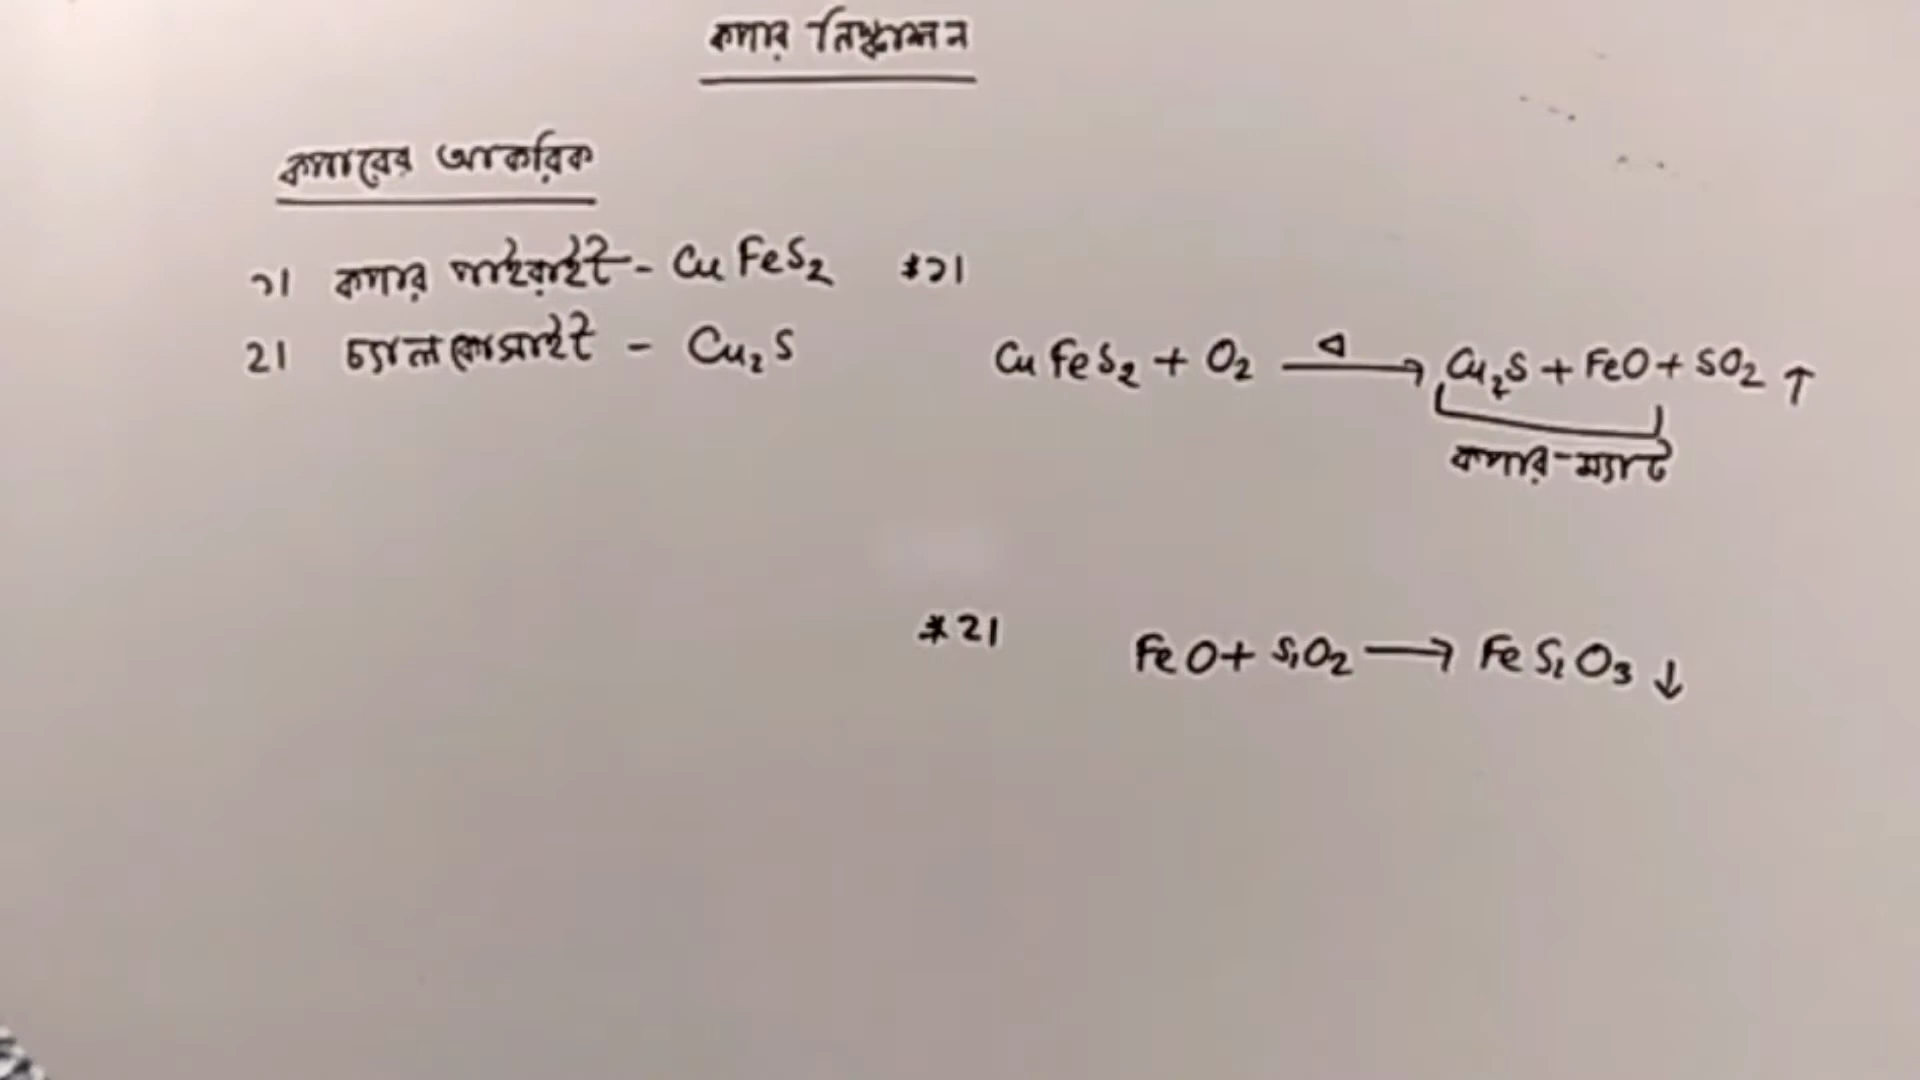 কপার নিষ্কাশন
কপারের আকরিক
১। কপার পাইরাইট - CuFeS₂
২। চ্যালকোসাইট - Cu₂S
*১।
CuFeS₂ + O₂ —△→ Cu₂S + FeO + SO₂ ↑
কপার-ম্যাট
*২।
FeO + SiO₂ ⟶ FeSiO₃ ↓